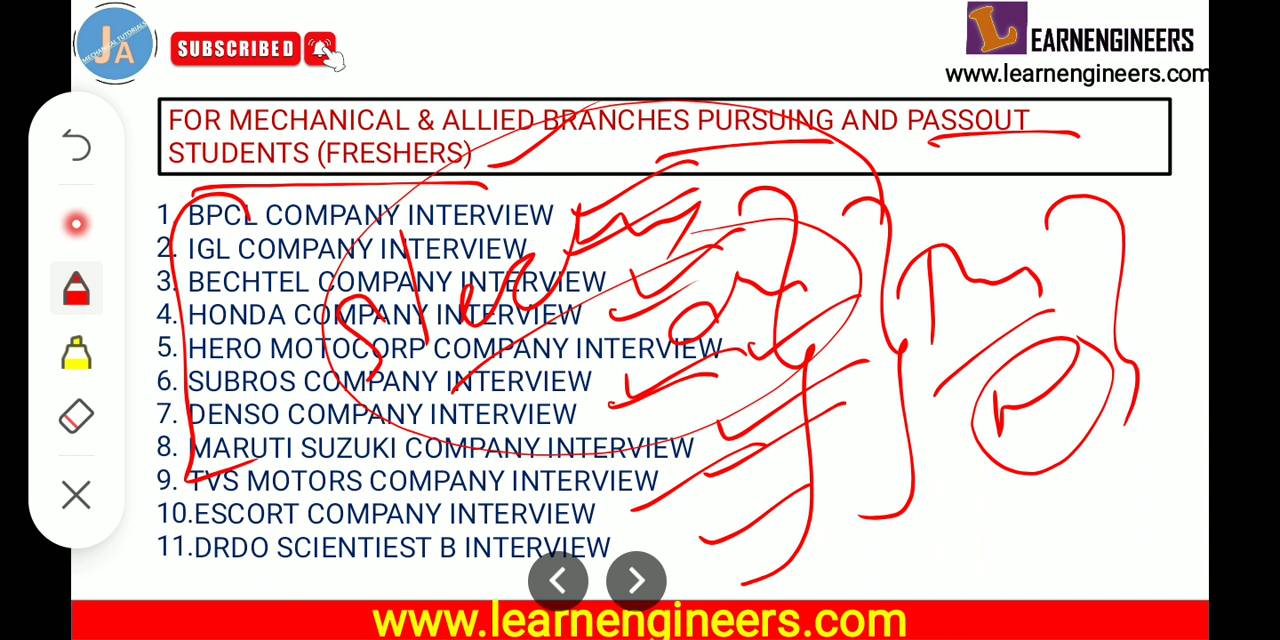 JA
MECHANICAL TUTORIALS
SUBSCRIBED
LEARNENGINEERS
www.learnengineers.com
FOR MECHANICAL & ALLIED BRANCHES PURSUING AND PASSOUT
STUDENTS (FRESHERS)
1. BPCL COMPANY INTERVIEW
2. IGL COMPANY INTERVIEW
3. BECHTEL COMPANY INTERVIEW
4. HONDA COMPANY INTERVIEW
5. HERO MOTOCORP COMPANY INTERVIEW
6. SUBROS COMPANY INTERVIEW
7. DENSO COMPANY INTERVIEW
8. MARUTI SUZUKI COMPANY INTERVIEW
9. TVS MOTORS COMPANY INTERVIEW
10.ESCORT COMPANY INTERVIEW
11.DRDO SCIENTIEST B INTERVIEW
www.learnengineers.com